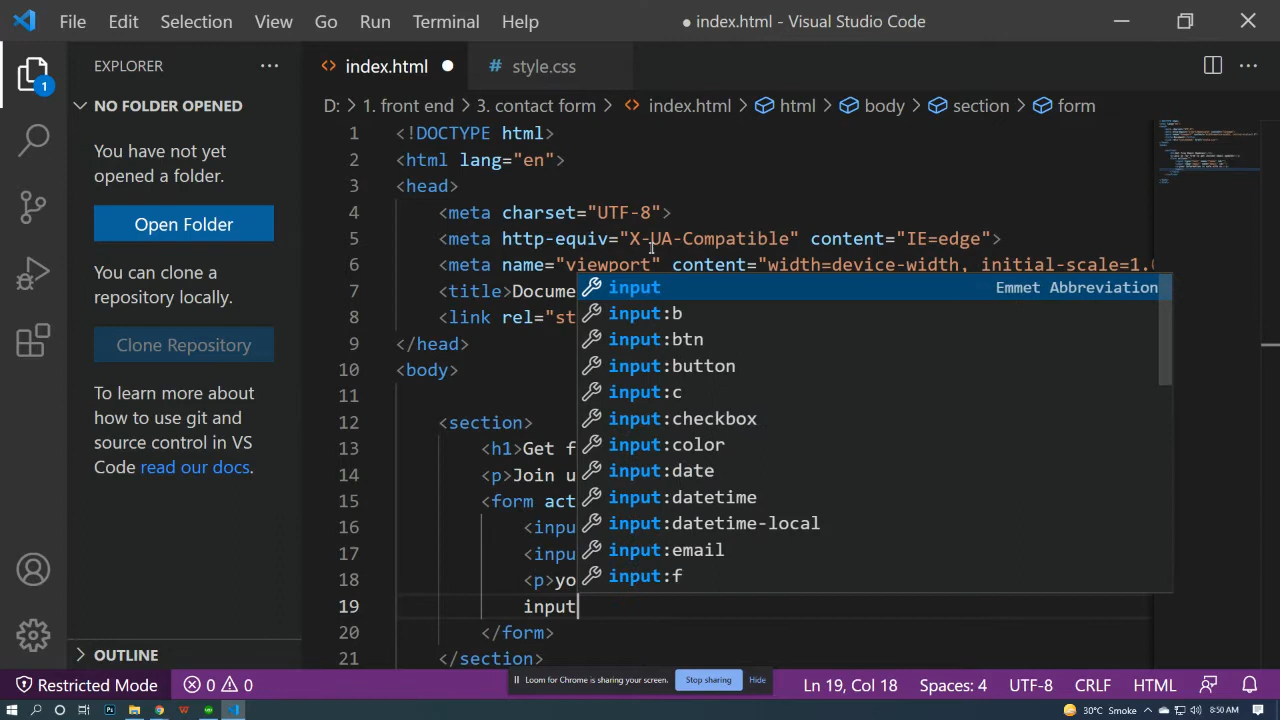 File Edit Selection View Go Run Terminal Help ● index.html - Visual Studio Code
EXPLORER
index.html
# style.css
NO FOLDER OPENED
D: > 1. front end > 3. contact form > index.html > html > body > section > form
You have not yet
opened a folder.
Open Folder
You can clone a
repository locally.
Clone Repository
To learn more about
how to use git and
source control in VS
Code read our docs.
OUTLINE
1
1 <!DOCTYPE html>
2 <html lang="en">
3 <head>
4 <meta charset="UTF-8">
5 <meta http-equiv="X-UA-Compatible" content="IE=edge">
6 <meta name="viewport" content="width=device-width, initial-scale=1.0
7 <title>Docume
8 <link rel="st
9 </head>
10 <body>
11
12 <section>
13 <h1>Get f
14 <p>Join u
15 <form act
16 <inpu
17 <inpu
18 <p>yo
19 input
20 </form>
21 </section>
input Emmet Abbreviation
input:b
input:btn
input:button
input:c
input:checkbox
input:color
input:date
input:datetime
input:datetime-local
input:email
input:f
Loom for Chrome is sharing your screen. Stop sharing Hide
Restricted Mode 0 0 Ln 19, Col 18 Spaces: 4 UTF-8 CRLF HTML
30°C Smoke 8:50 AM